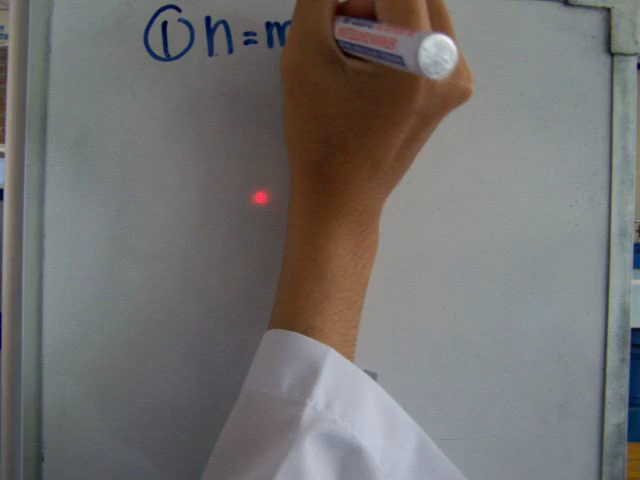 ① n = m